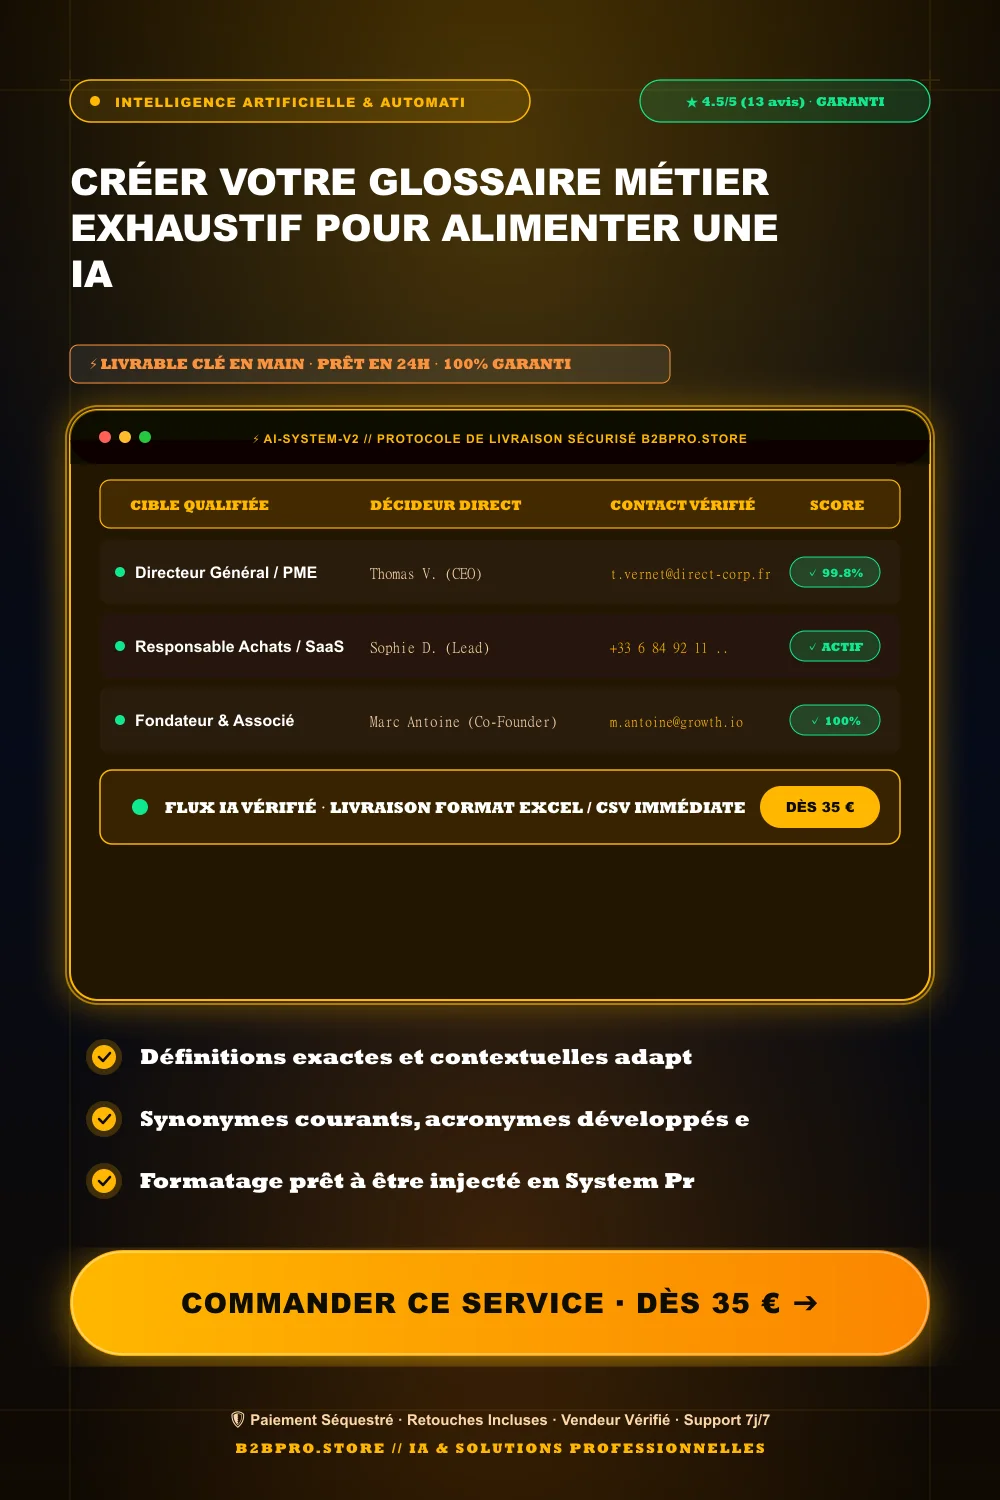 INTELLIGENCE ARTIFICIELLE & AUTOMATI
★ 4.5/5 (13 avis) · GARANTI
CRÉER VOTRE GLOSSAIRE MÉTIER
EXHAUSTIF POUR ALIMENTER UNE
IA
⚡ LIVRABLE CLÉ EN MAIN · PRÊT EN 24H · 100% GARANTI
⚡ AI-SYSTEM-V2 // PROTOCOLE DE LIVRAISON SÉCURISÉ B2BPRO.STORE
CIBLE QUALIFIÉE DÉCIDEUR DIRECT CONTACT VÉRIFIÉ SCORE
Directeur Général / PME Thomas V. (CEO) t.vernet@direct-corp.fr ✓ 99.8%
Responsable Achats / SaaS Sophie D. (Lead) +33 6 84 92 11 .. ✓ ACTIF
Fondateur & Associé Marc Antoine (Co-Founder) m.antoine@growth.io ✓ 100%
FLUX IA VÉRIFIÉ · LIVRAISON FORMAT EXCEL / CSV IMMÉDIATE DÈS 35 €
Définitions exactes et contextuelles adapt
Synonymes courants, acronymes développés e
Formatage prêt à être injecté en System Pr
COMMANDER CE SERVICE · DÈS 35 € →
Paiement Séquestré · Retouches Incluses · Vendeur Vérifié · Support 7j/7
B2BPRO.STORE // IA & SOLUTIONS PROFESSIONNELLES